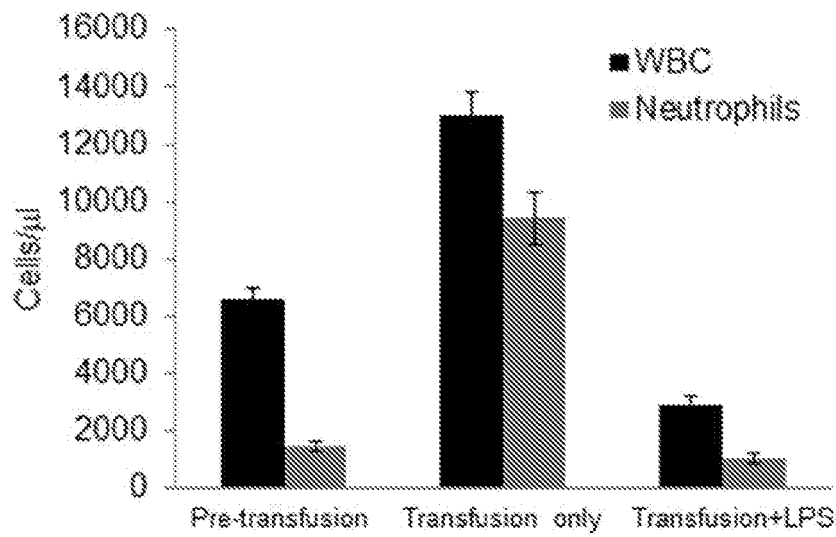 16000
14000
12000
10000
8000
6000
4000
2000
0
Cells/µl
WBC
Neutrophils
Pre-transfusion
Transfusion only
Transfusion+LPS